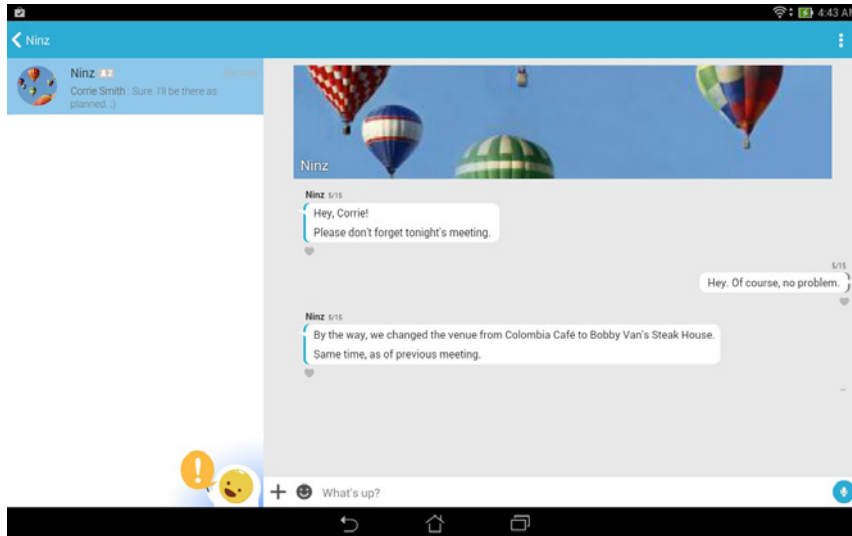 4:43 AM
Ninz
Ninz 2
Corrie Smith : Sure. I'll be there as
planned. :)
Ninz
Ninz 5/15
Hey, Corrie!
Please don't forget tonight's meeting.
5/15
Hey. Of course, no problem.
Ninz 5/15
By the way, we changed the venue from Colombia Café to Bobby Van's Steak House.
Same time, as of previous meeting.
What's up?